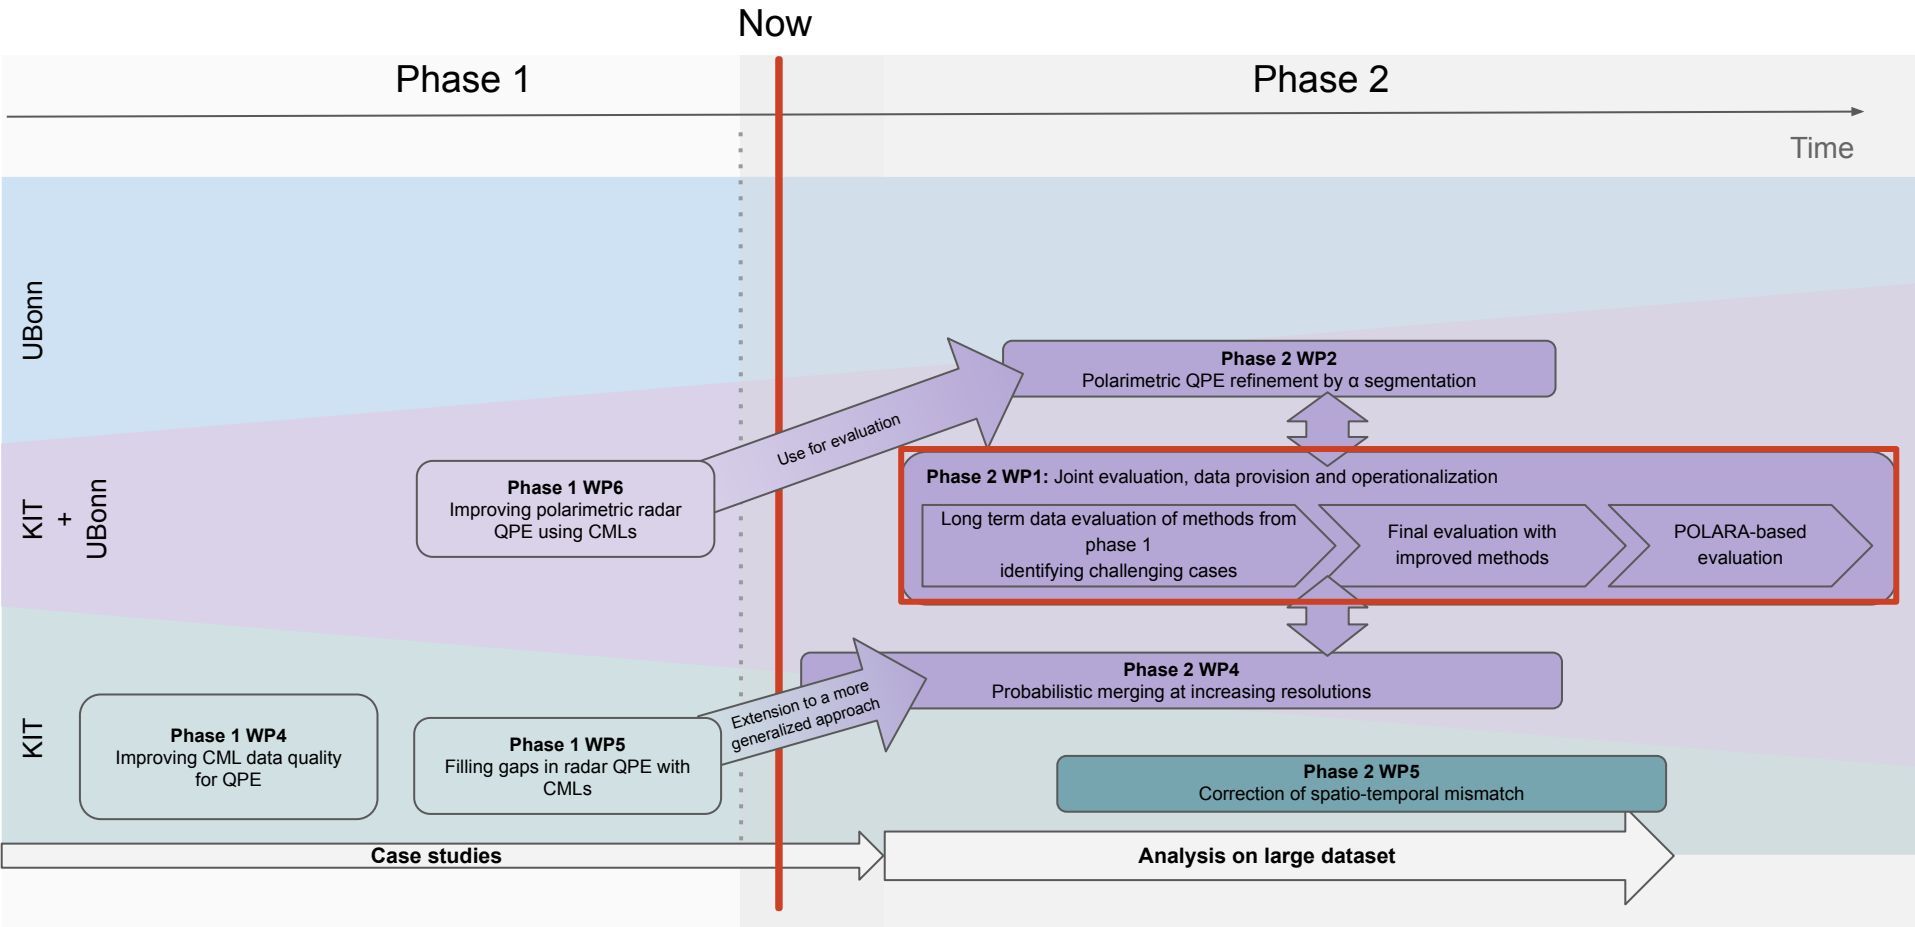 Now
Phase 1
Phase 2
Time
UBonn
Phase 2 WP2
Polarimetric QPE refinement by α segmentation
Use for evaluation
KIT
+
UBonn
Phase 1 WP6
Improving polarimetric radar
QPE using CMLs
Phase 2 WP1: Joint evaluation, data provision and operationalization
Long term data evaluation of methods from
phase 1
identifying challenging cases
Final evaluation with
improved methods
POLARA-based
evaluation
Phase 2 WP4
Probabilistic merging at increasing resolutions
Extension to a more
generalized approach
KIT
Phase 1 WP4
Improving CML data quality
for QPE
Phase 1 WP5
Filling gaps in radar QPE with
CMLs
Phase 2 WP5
Correction of spatio-temporal mismatch
Case studies
Analysis on large dataset